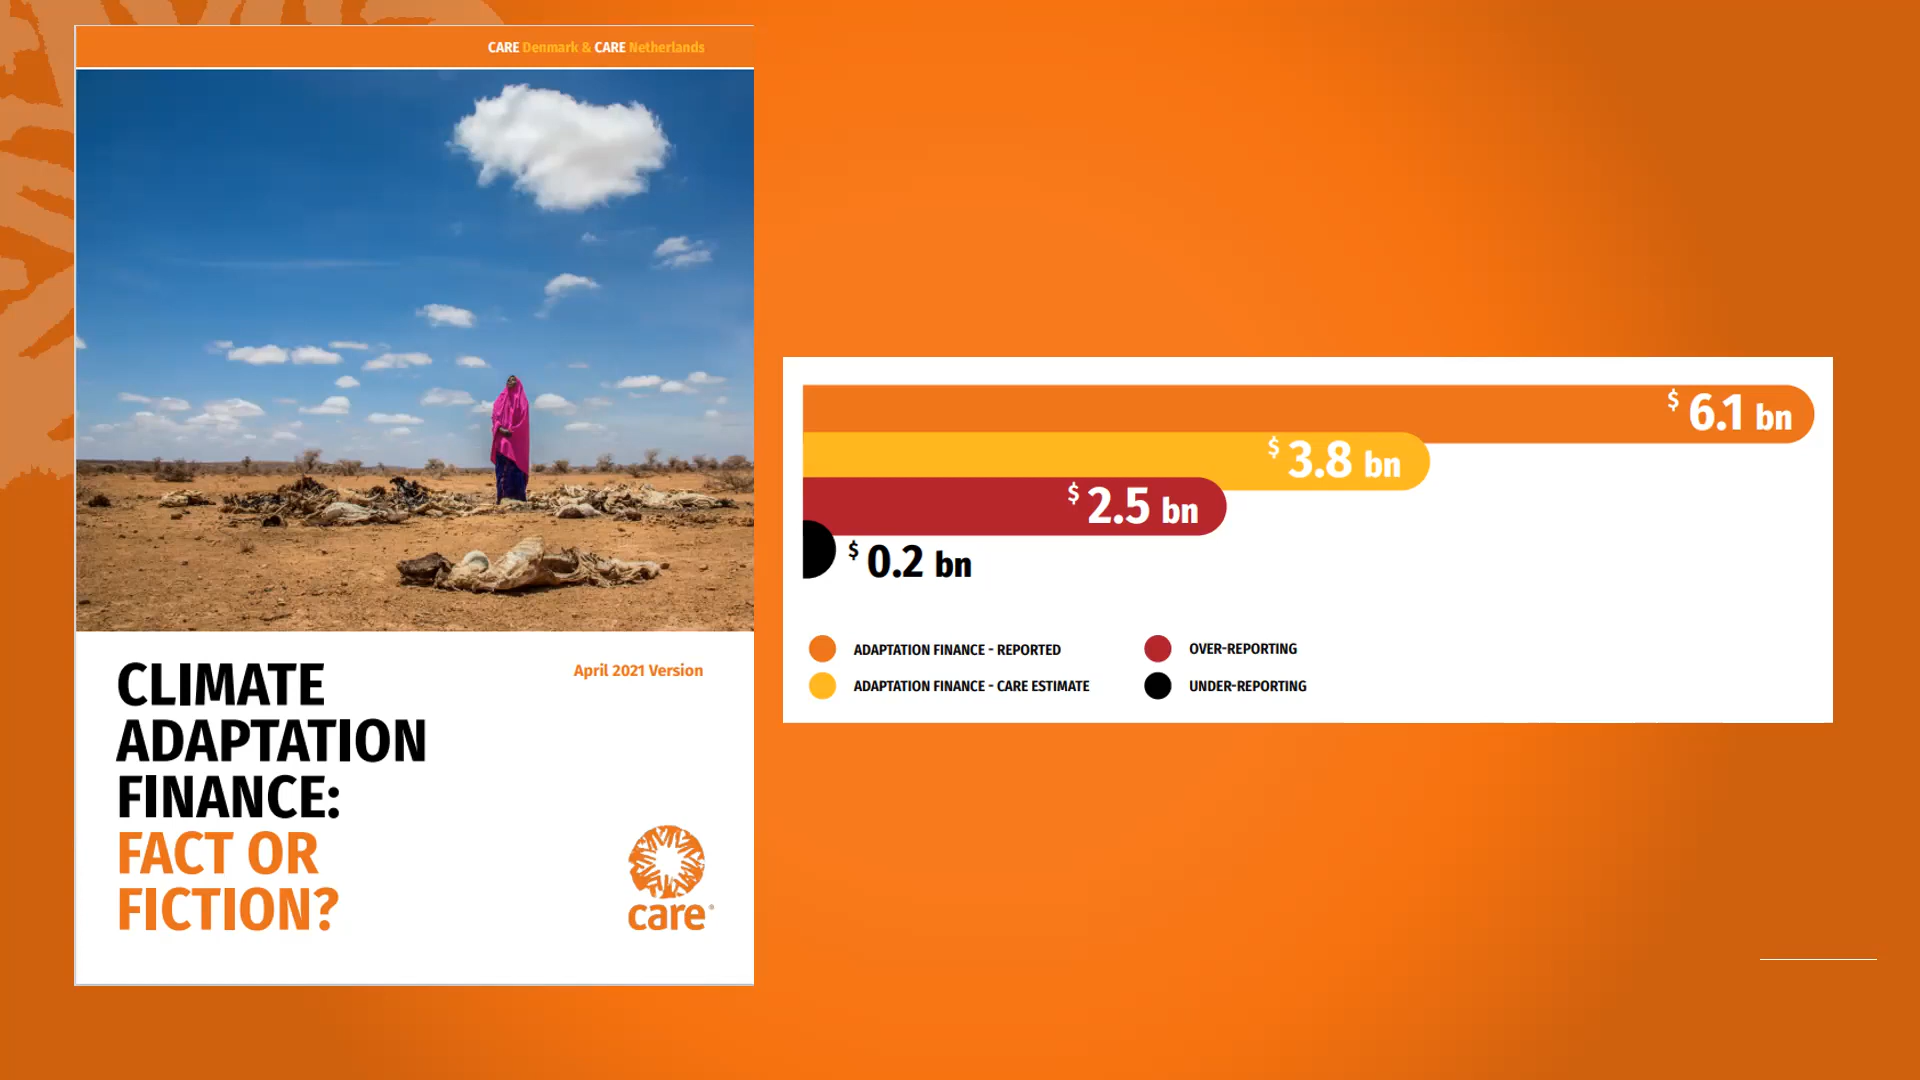 CARE Denmark & CARE Netherlands
CLIMATE
ADAPTATION
FINANCE:
FACT OR
FICTION?
April 2021 Version
care
$ 6.1 bn
$ 3.8 bn
$ 2.5 bn
$ 0.2 bn
ADAPTATION FINANCE - REPORTED
ADAPTATION FINANCE - CARE ESTIMATE
OVER-REPORTING
UNDER-REPORTING